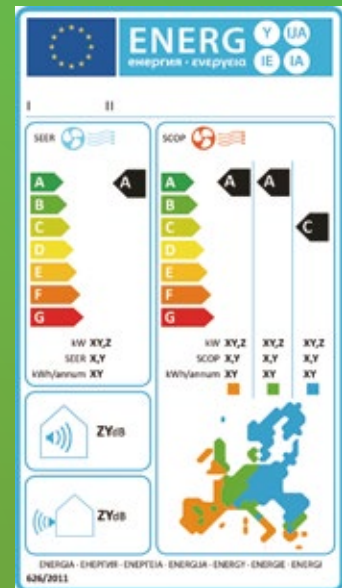 ENERG Y IJA
енергия · ενεργεια IE IA
I II
SEER
A A
B
C
D
E
F
G
kW XY,Z
SEER X,Y
kWh/annum XY
SCOP
A A A
B
C C
D
E
F
G
kW XY,Z XY,Z XY,Z
SCOP X,Y X,Y X,Y
kWh/annum XY XY XY
ZYdB
ZYdB
ENERGIA · ЕНЕРГИЯ · ΕΝΕΡΓΕΙΑ · ENERGIJA · ENERGY · ENERGIE · ENERGI
626/2011